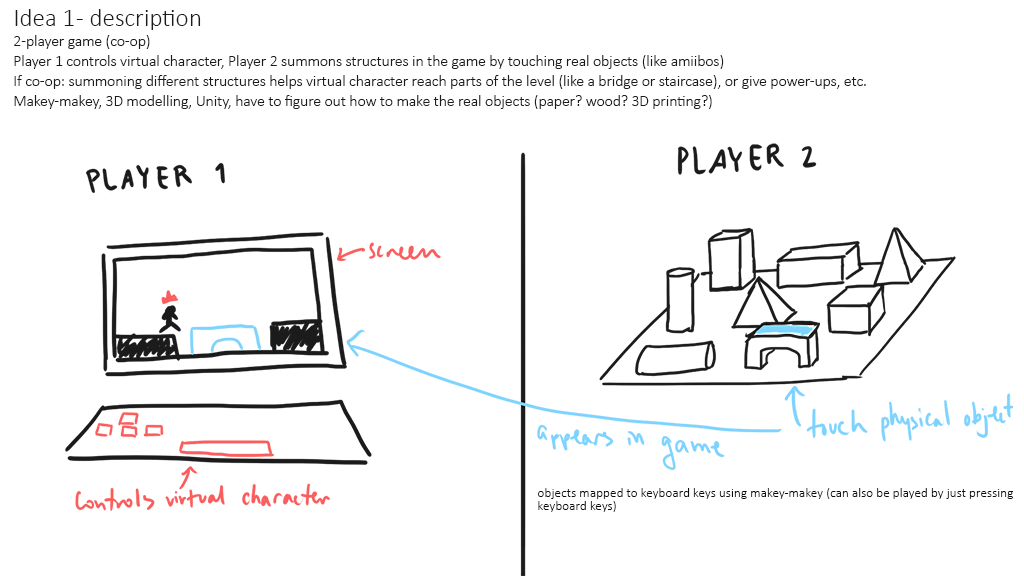 Idea 1- description
2-player game (co-op)
Player 1 controls virtual character, Player 2 summons structures in the game by touching real objects (like amiibos)
If co-op: summoning different structures helps virtual character reach parts of the level (like a bridge or staircase), or give power-ups, etc.
Makey-makey, 3D modelling, Unity, have to figure out how to make the real objects (paper? wood? 3D printing?)
PLAYER 1
screen
Controls virtual character
PLAYER 2
touch physical object
appears in game
objects mapped to keyboard keys using makey-makey (can also be played by just pressing
keyboard keys)